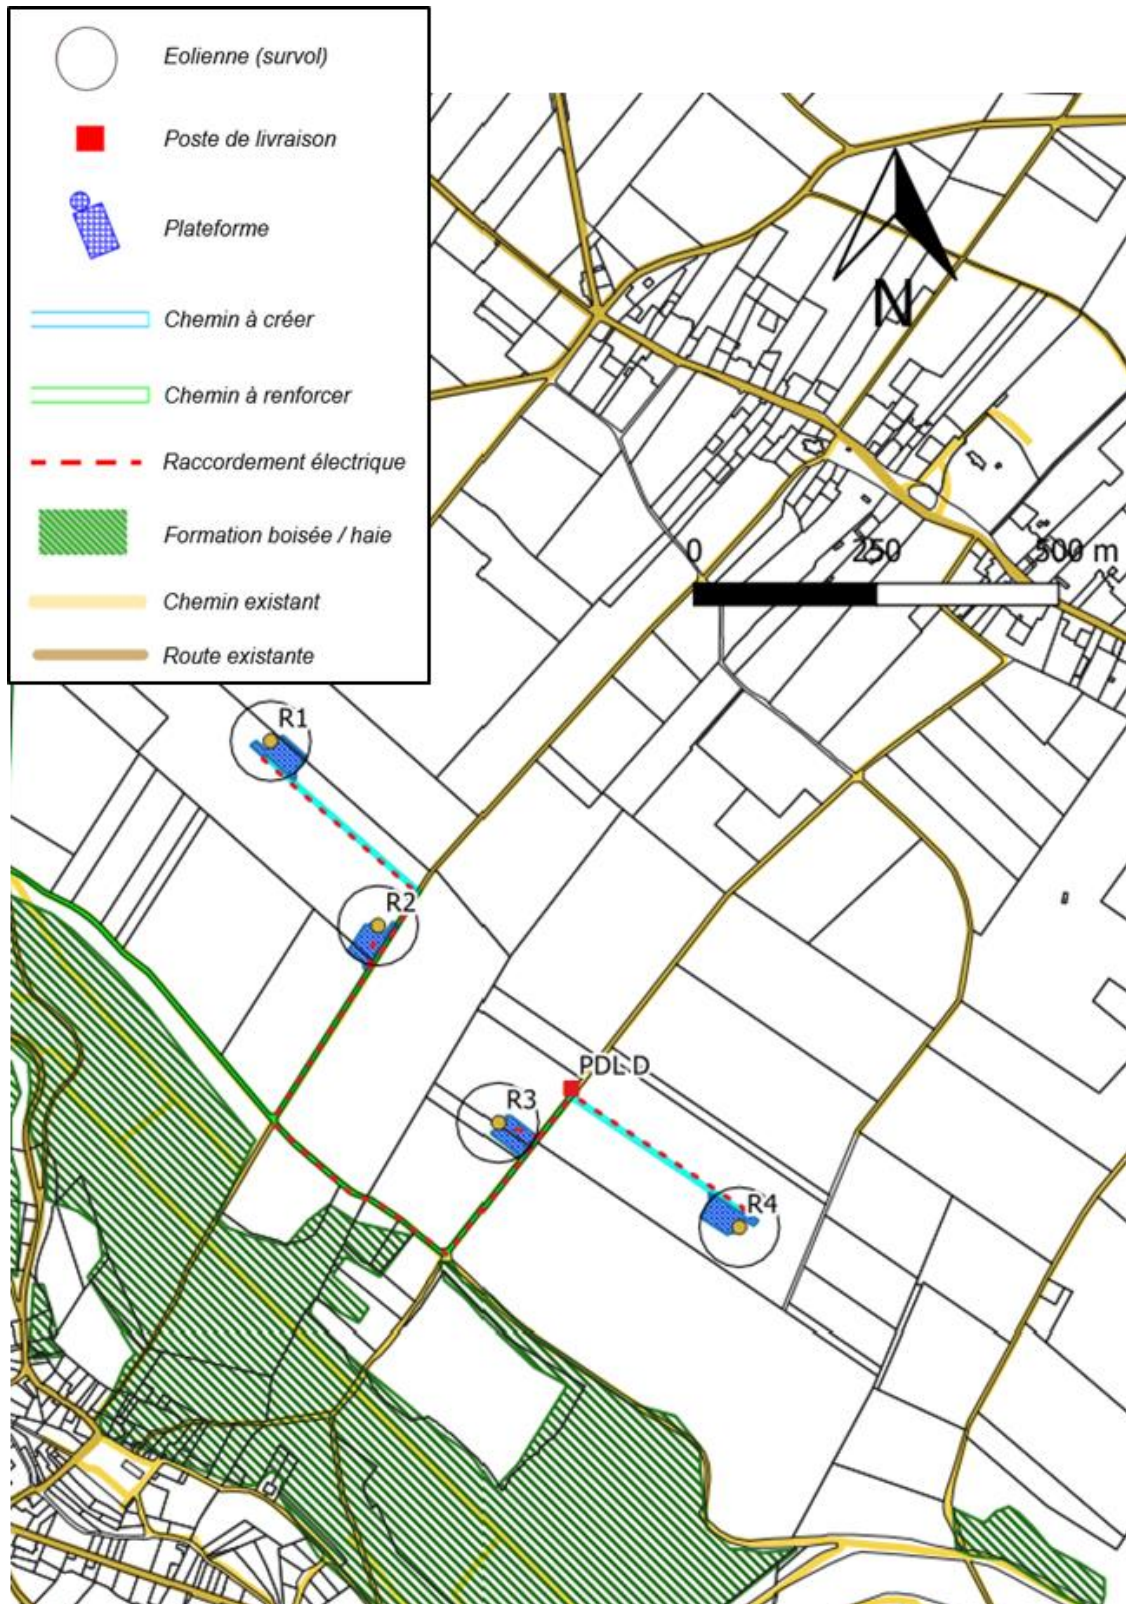 Eolienne (survol)
Poste de livraison
Plateforme
Chemin à créer
Chemin à renforcer
Raccordement électrique
Formation boisée / haie
Chemin existant
Route existante
N
0 250 500 m
R1
R2
PDL D
R3
R4